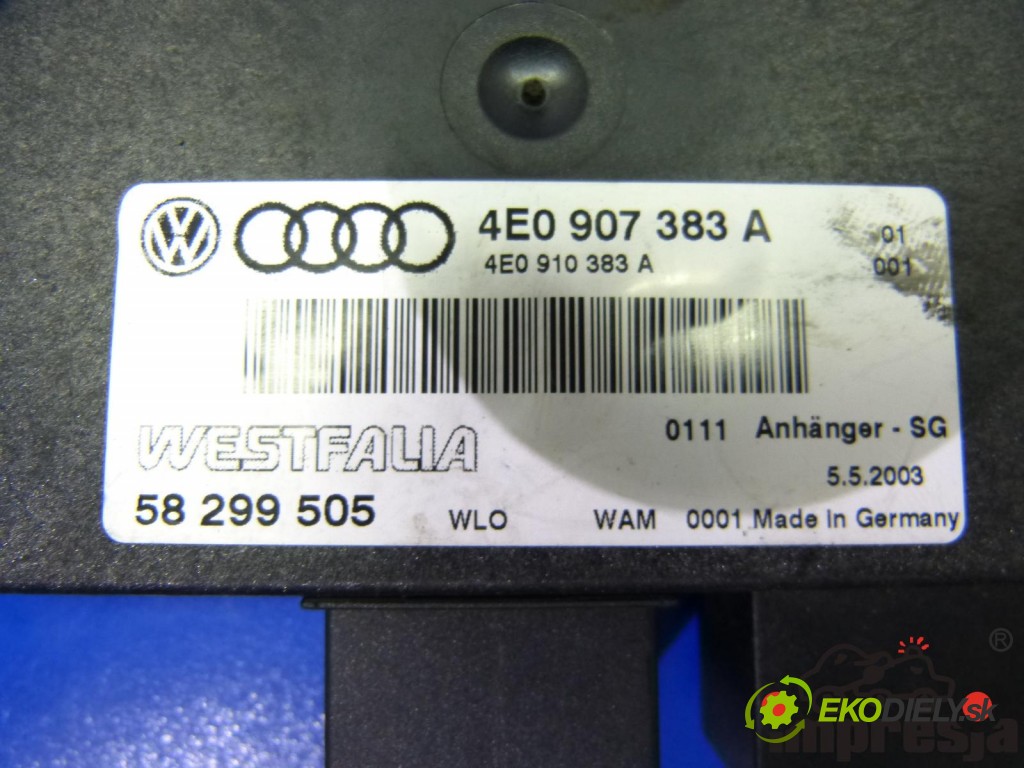 4E0 907 383 A 01
4E0 910 383 A 001
WESTFALIA
0111 Anhänger - SG
5.5.2003
58 299 505 WLO WAM 0001 Made In Germany
®
EKODIELY.sk
impresja